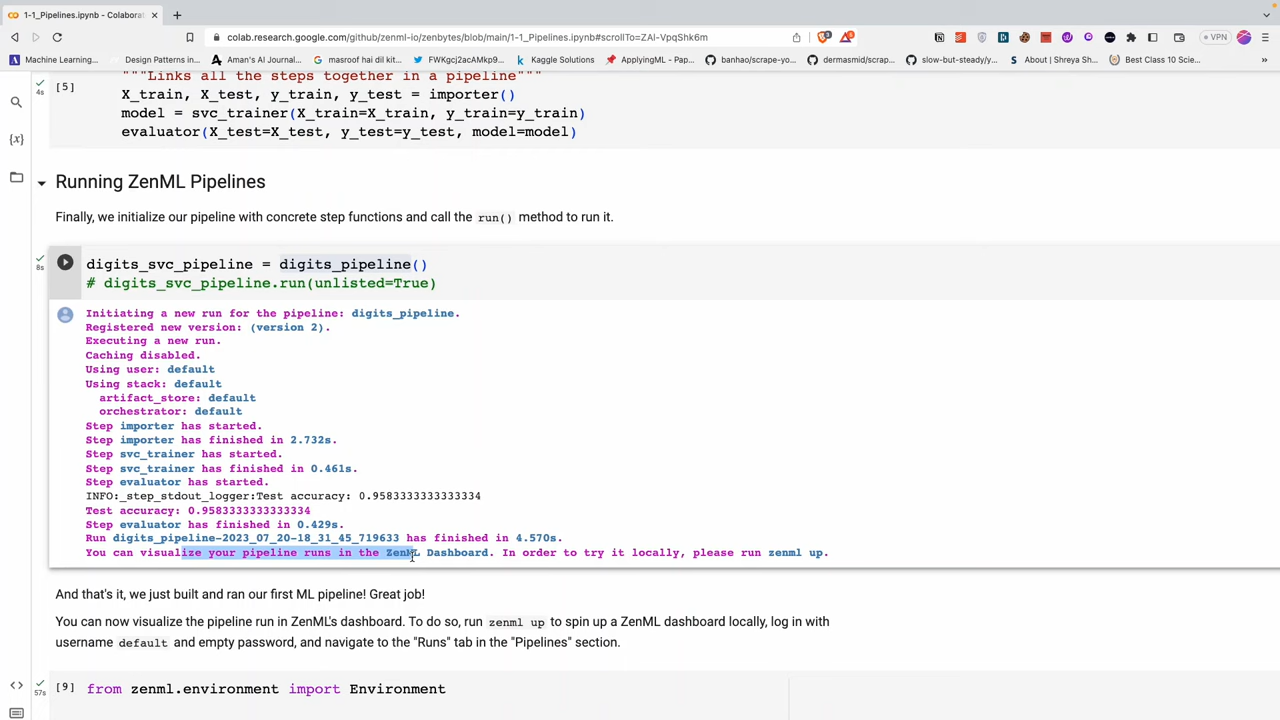 1-1_Pipelines.ipynb - Colabora
colab.research.google.com/github/zenml-io/zenbytes/blob/main/1-1_Pipelines.ipynb#scrollTo=ZAl-VpqShk6m
VPN
Machine Learning...
Design Patterns in...
Aman's AI Journal...
masroof hai dil kit...
FWKgcj2acAMkp9...
Kaggle Solutions
ApplyingML - Pap...
banhao/scrape-yo...
dermasmid/scrap...
slow-but-steady/y...
About | Shreya Sh...
Best Class 10 Scie...
4s
[5]
"""Links all the steps together in a pipeline"""
X_train, X_test, y_train, y_test = importer()
model = svc_trainer(X_train=X_train, y_train=y_train)
evaluator(X_test=X_test, y_test=y_test, model=model)
Running ZenML Pipelines
Finally, we initialize our pipeline with concrete step functions and call the run() method to run it.
8s
digits_svc_pipeline = digits_pipeline()
# digits_svc_pipeline.run(unlisted=True)
Initiating a new run for the pipeline: digits_pipeline.
Registered new version: (version 2).
Executing a new run.
Caching disabled.
Using user: default
Using stack: default
artifact_store: default
orchestrator: default
Step importer has started.
Step importer has finished in 2.732s.
Step svc_trainer has started.
Step svc_trainer has finished in 0.461s.
Step evaluator has started.
INFO:_step_stdout_logger:Test accuracy: 0.9583333333333334
Test accuracy: 0.9583333333333334
Step evaluator has finished in 0.429s.
Run digits_pipeline-2023_07_20-18_31_45_719633 has finished in 4.570s.
You can visualize your pipeline runs in the ZenML Dashboard. In order to try it locally, please run zenml up.
And that's it, we just built and ran our first ML pipeline! Great job!
You can now visualize the pipeline run in ZenML's dashboard. To do so, run zenml up to spin up a ZenML dashboard locally, log in with
username default and empty password, and navigate to the "Runs" tab in the "Pipelines" section.
57s
[9]
from zenml.environment import Environment